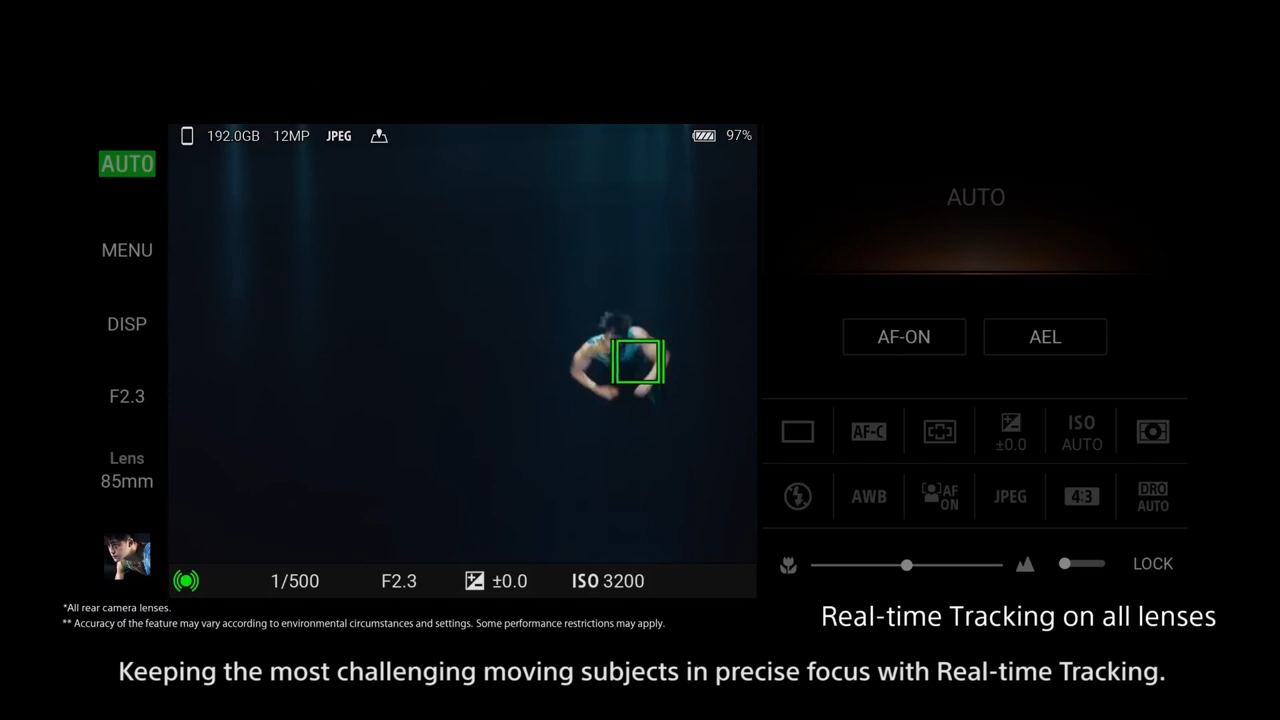 192.0GB 12MP JPEG 97%
AUTO
MENU
DISP
F2.3
Lens
85mm
AUTO
AF-ON AEL
AF-C ±0.0 ISO AUTO
AWB AF ON JPEG 4:3 DRO AUTO
LOCK
1/500 F2.3 ±0.0 ISO 3200
*All rear camera lenses.
** Accuracy of the feature may vary according to environmental circumstances and settings. Some performance restrictions may apply.
Real-time Tracking on all lenses
Keeping the most challenging moving subjects in precise focus with Real-time Tracking.